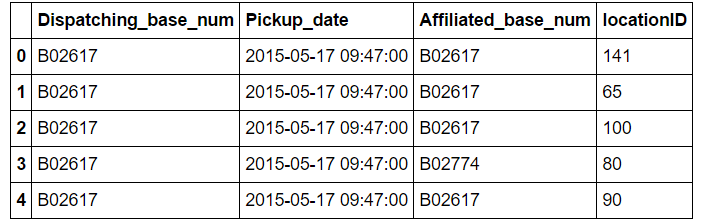 Dispatching_base_num Pickup_date Affiliated_base_num locationID
0 B02617 2015-05-17 09:47:00 B02617 141
1 B02617 2015-05-17 09:47:00 B02617 65
2 B02617 2015-05-17 09:47:00 B02617 100
3 B02617 2015-05-17 09:47:00 B02774 80
4 B02617 2015-05-17 09:47:00 B02617 90